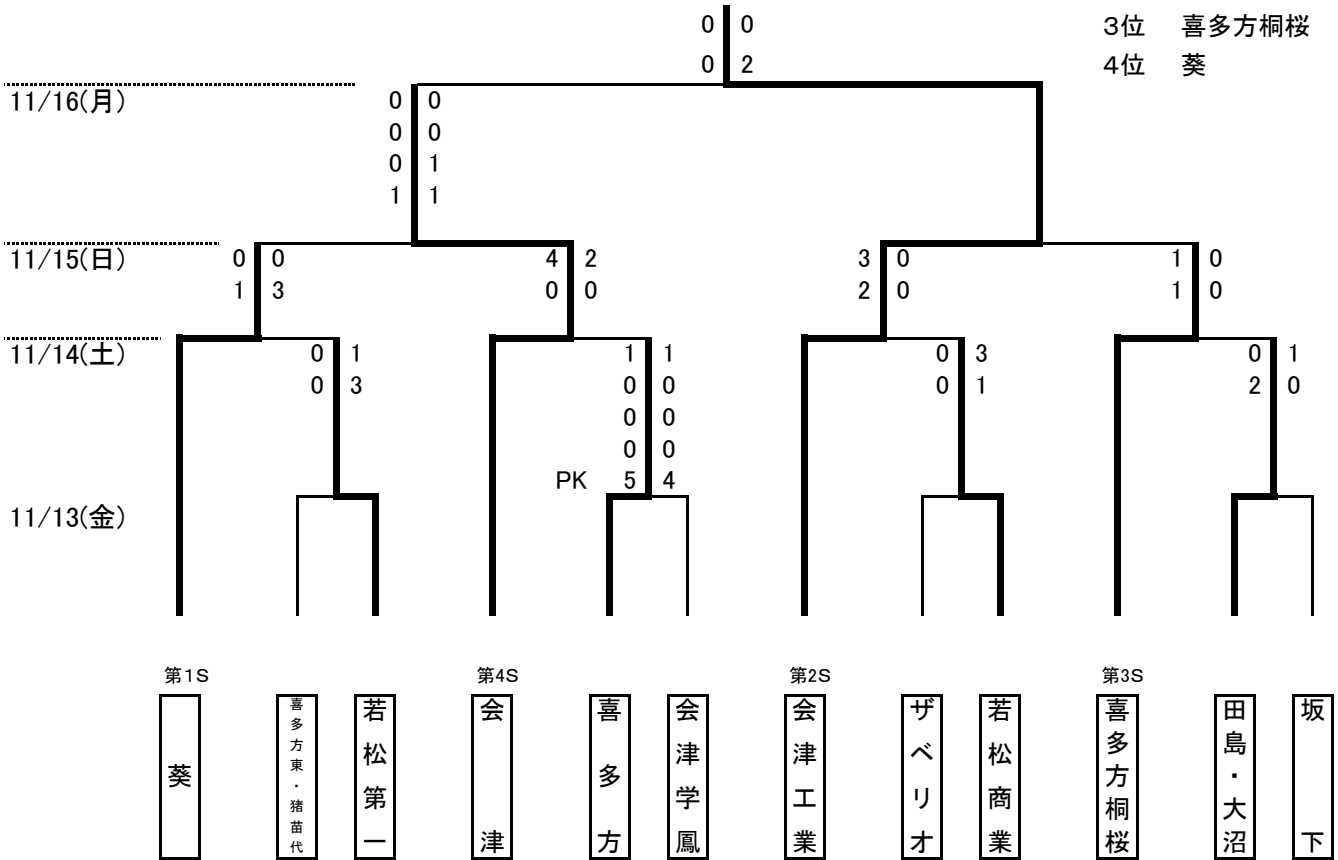 0 0
3位 喜多方桐桜
0 2
4位 葵
11/16(月)
0 0
0 0
0 1
1 1
11/15(日)
0 0 4 2 3 0 1 0
1 3 0 0 2 0 1 0
11/14(土)
0 1 1 1 0 3 0 1
0 3 0 0 0 1 2 0
0 0
0 0
PK 5 4
11/13(金)
第1S 第4S 第2S 第3S
葵
喜多方東・猪苗代
若松第一
会津
喜多方
会津学鳳
会津工業
ザベリオ
若松商業
喜多方桐桜
田島・大沼
坂下